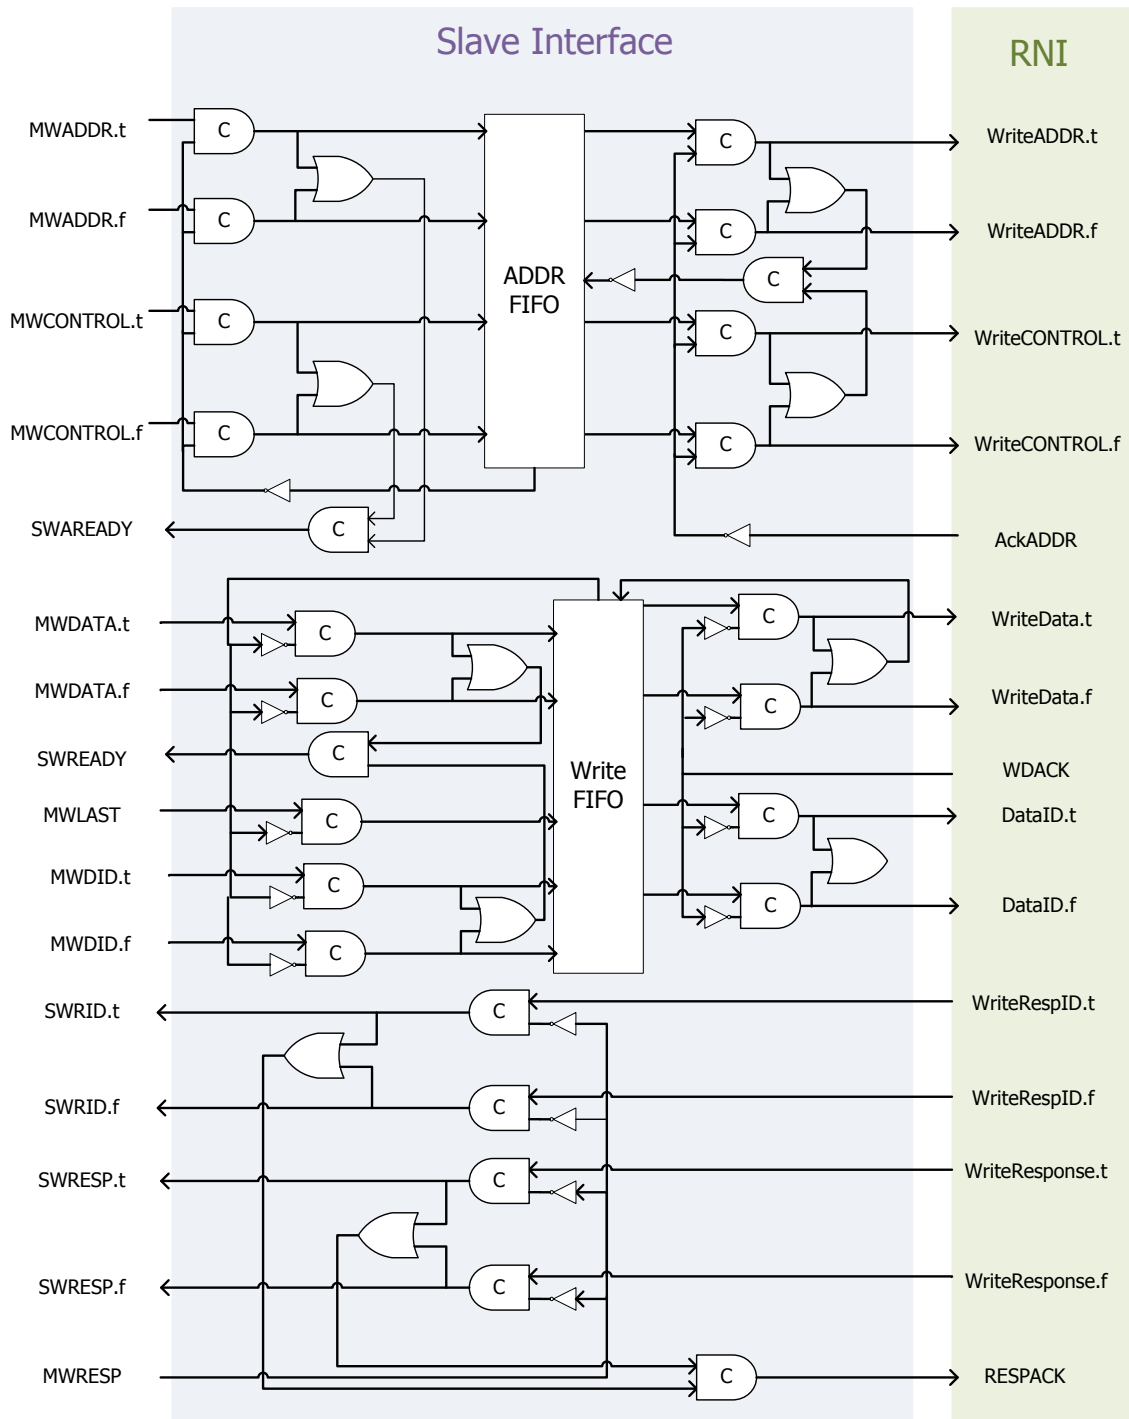 Slave Interface
RNI
MWADDR.t
C
C
WriteADDR.t
MWADDR.f
C
C
WriteADDR.f
ADDR
FIFO
C
MWCONTROL.t
C
C
WriteCONTROL.t
MWCONTROL.f
C
C
WriteCONTROL.f
SWAREADY
C
AckADDR
MWDATA.t
C
C
WriteData.t
MWDATA.f
C
C
WriteData.f
SWREADY
C
Write
FIFO
WDACK
MWLAST
C
C
DataID.t
MWDID.t
C
C
DataID.f
MWDID.f
C
SWRID.t
C
WriteRespID.t
SWRID.f
C
WriteRespID.f
SWRESP.t
C
WriteResponse.t
SWRESP.f
C
WriteResponse.f
MWRESP
C
RESPACK